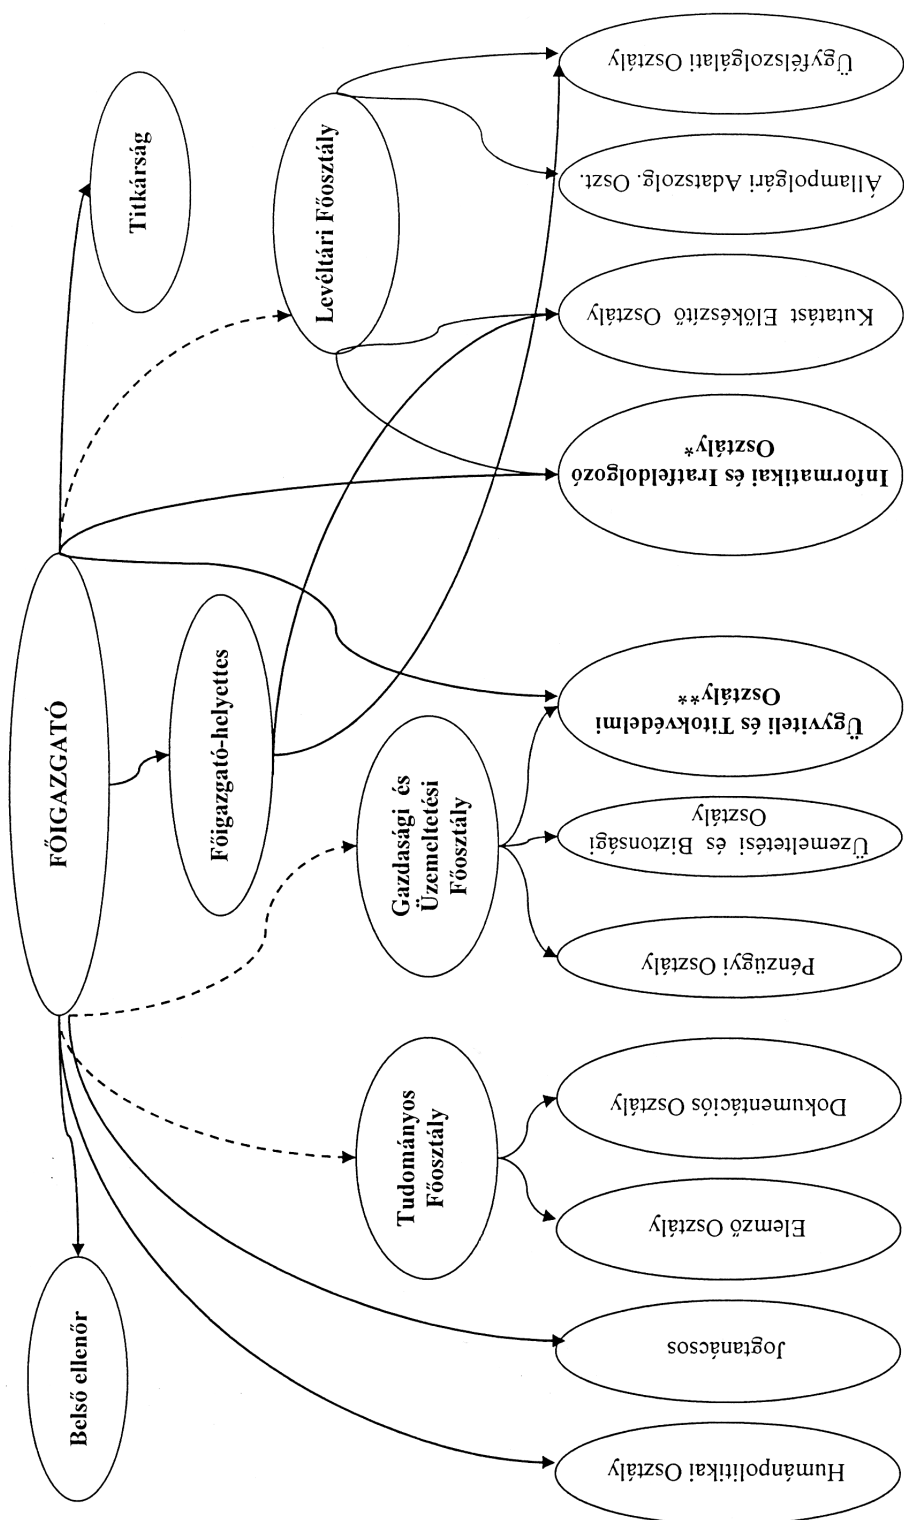 FŐIGAZGATÓ
Belső ellenőr
Titkárság
Főigazgató-helyettes
Levéltári Főosztály
Tudományos
Főosztály
Gazdasági és
Üzemeltetési
Főosztály
Humánpolitikai Osztály
Jogtanácsos
Elemző Osztály
Dokumentációs Osztály
Pénzügyi Osztály
Üzemeltetési és Biztonsági
Osztály
Ügyviteli és Titokvédelmi
Osztály**
Informatikai és Iratfeldolgozó
Osztály*
Kutatást Előkészítő Osztály
Állampolgári Adatszolg. Oszt.
Ügyfélszolgálati Osztály